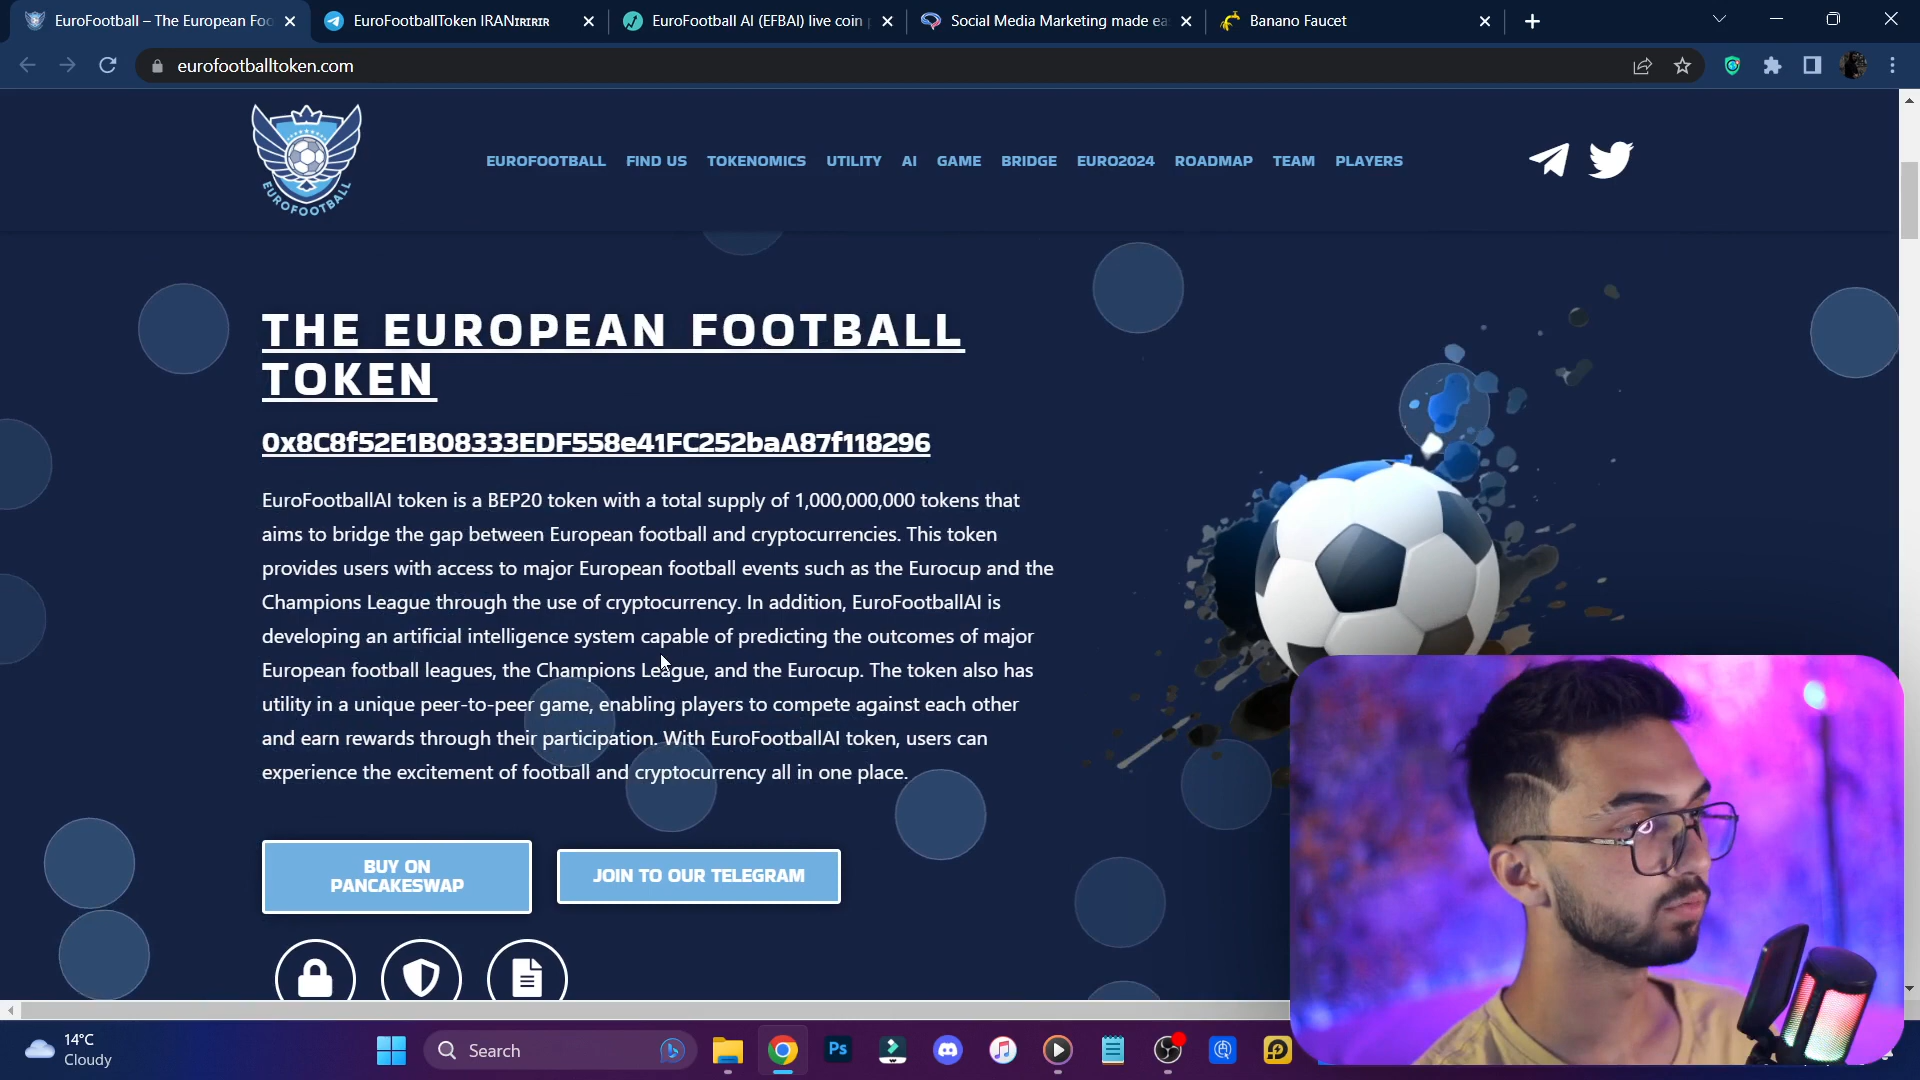 EuroFootball – The European Foo
EuroFootballToken IRAN
EuroFootball AI (EFBAI) live coin
Social Media Marketing made ea
Banano Faucet
eurofootballtoken.com
EUROFOOTBALL
EUROFOOTBALL FIND US TOKENOMICS UTILITY AI GAME BRIDGE EURO2024 ROADMAP TEAM PLAYERS
THE EUROPEAN FOOTBALL
TOKEN
0x8C8f52E1B08333EDF558e41FC252baA87f118296
EuroFootballAI token is a BEP20 token with a total supply of 1,000,000,000 tokens that
aims to bridge the gap between European football and cryptocurrencies. This token
provides users with access to major European football events such as the Eurocup and the
Champions League through the use of cryptocurrency. In addition, EuroFootballAI is
developing an artificial intelligence system capable of predicting the outcomes of major
European football leagues, the Champions League, and the Eurocup. The token also has
utility in a unique peer-to-peer game, enabling players to compete against each other
and earn rewards through their participation. With EuroFootballAI token, users can
experience the excitement of football and cryptocurrency all in one place.
BUY ON
PANCAKESWAP
JOIN TO OUR TELEGRAM
14°C
Cloudy
Search
Ps